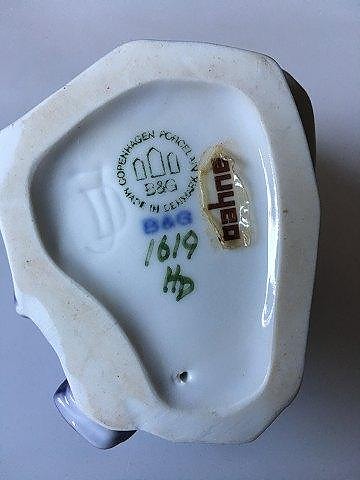 COPENHAGEN PORCELAIN
B&G
MADE IN DENMARK
B&G
1619
HD
Dahne